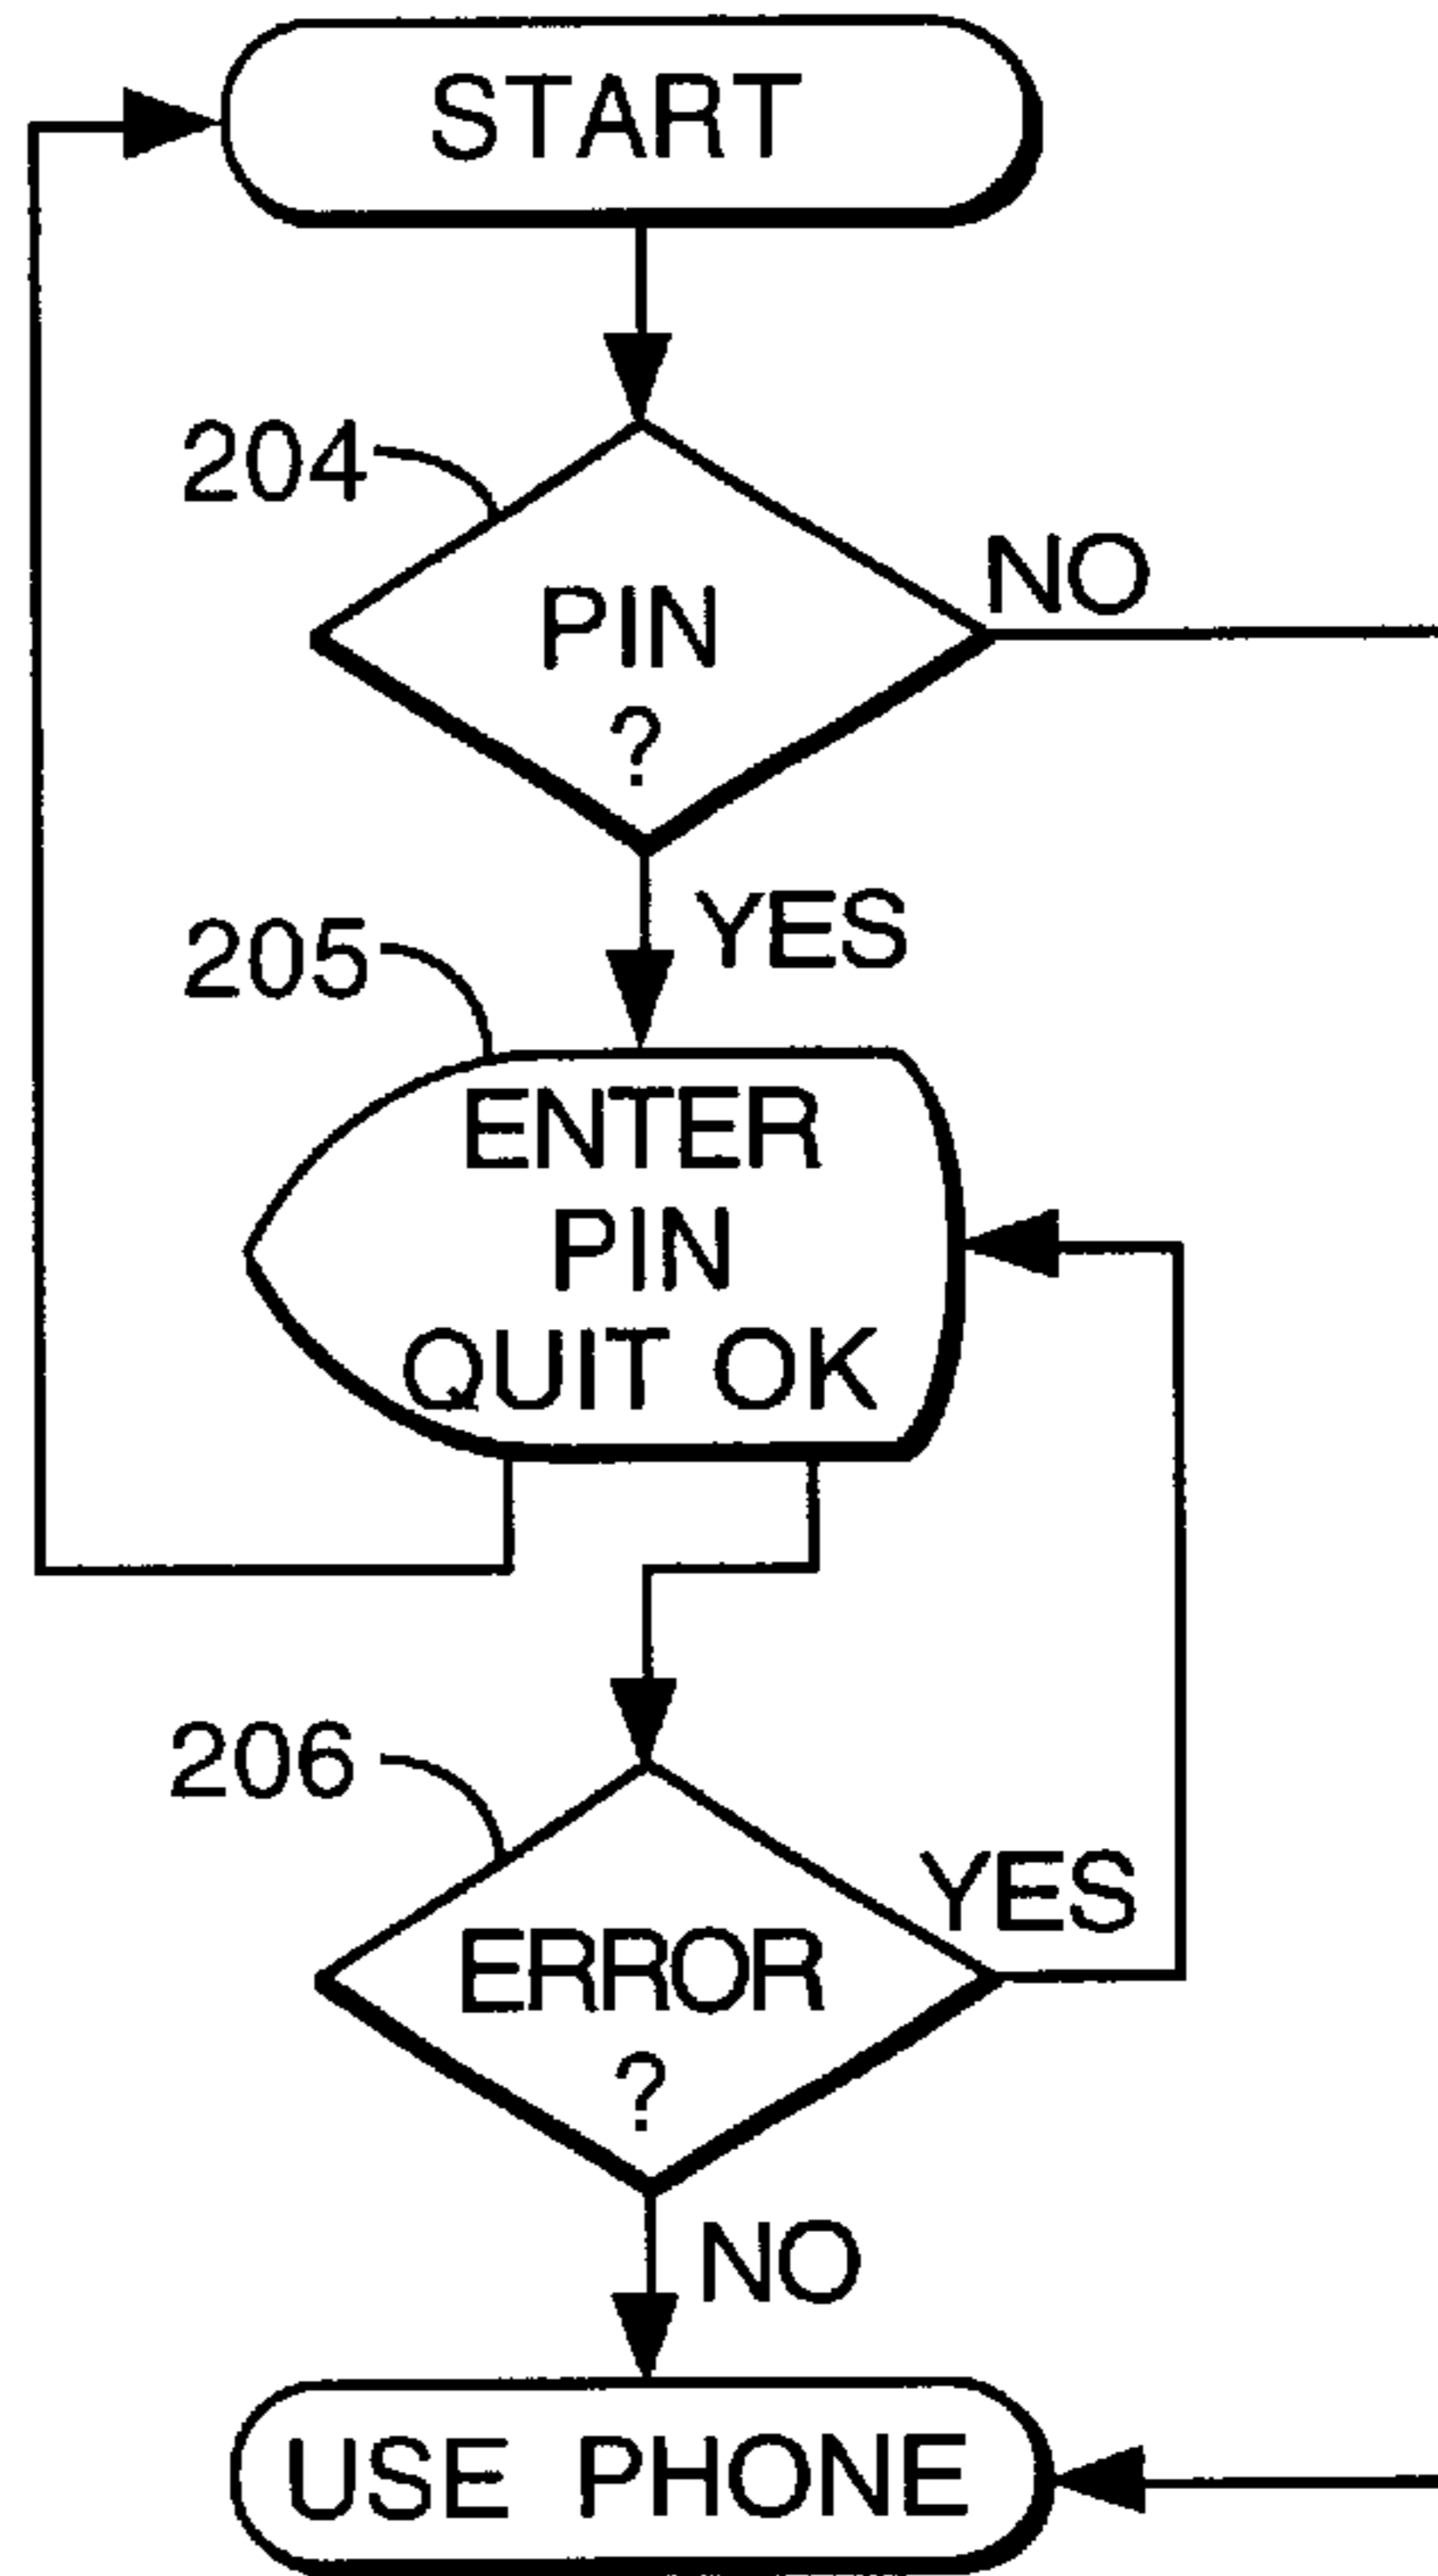 START
204
PIN
?
NO
YES
205
ENTER
PIN
QUIT OK
206
ERROR
?
YES
NO
USE PHONE